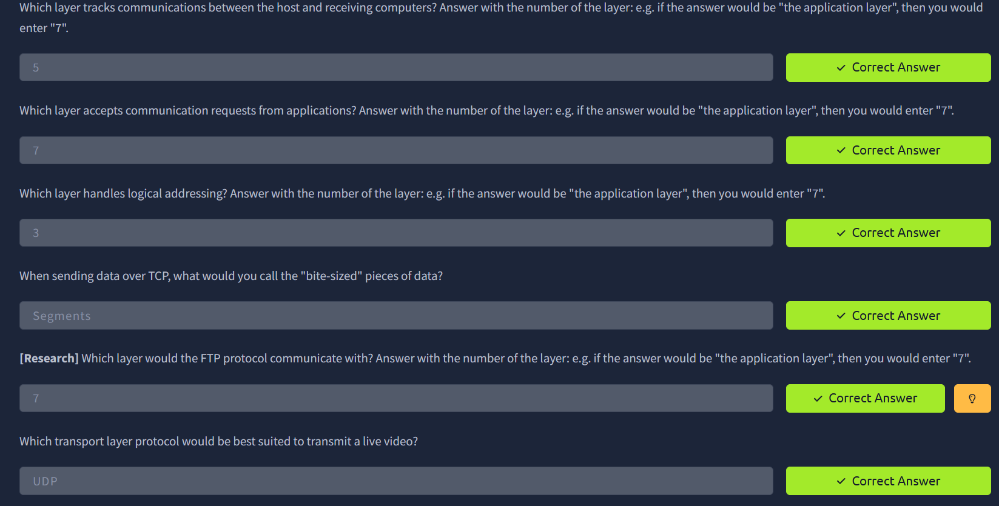 Which layer tracks communications between the host and receiving computers? Answer with the number of the layer: e.g. if the answer would be "the application layer", then you would
enter "7".
5
Correct Answer
Which layer accepts communication requests from applications? Answer with the number of the layer: e.g. if the answer would be "the application layer", then you would enter "7".
7
Correct Answer
Which layer handles logical addressing? Answer with the number of the layer: e.g. if the answer would be "the application layer", then you would enter "7".
3
Correct Answer
When sending data over TCP, what would you call the "bite-sized" pieces of data?
Segments
Correct Answer
[Research] Which layer would the FTP protocol communicate with? Answer with the number of the layer: e.g. if the answer would be "the application layer", then you would enter "7".
7
Correct Answer
Which transport layer protocol would be best suited to transmit a live video?
UDP
Correct Answer